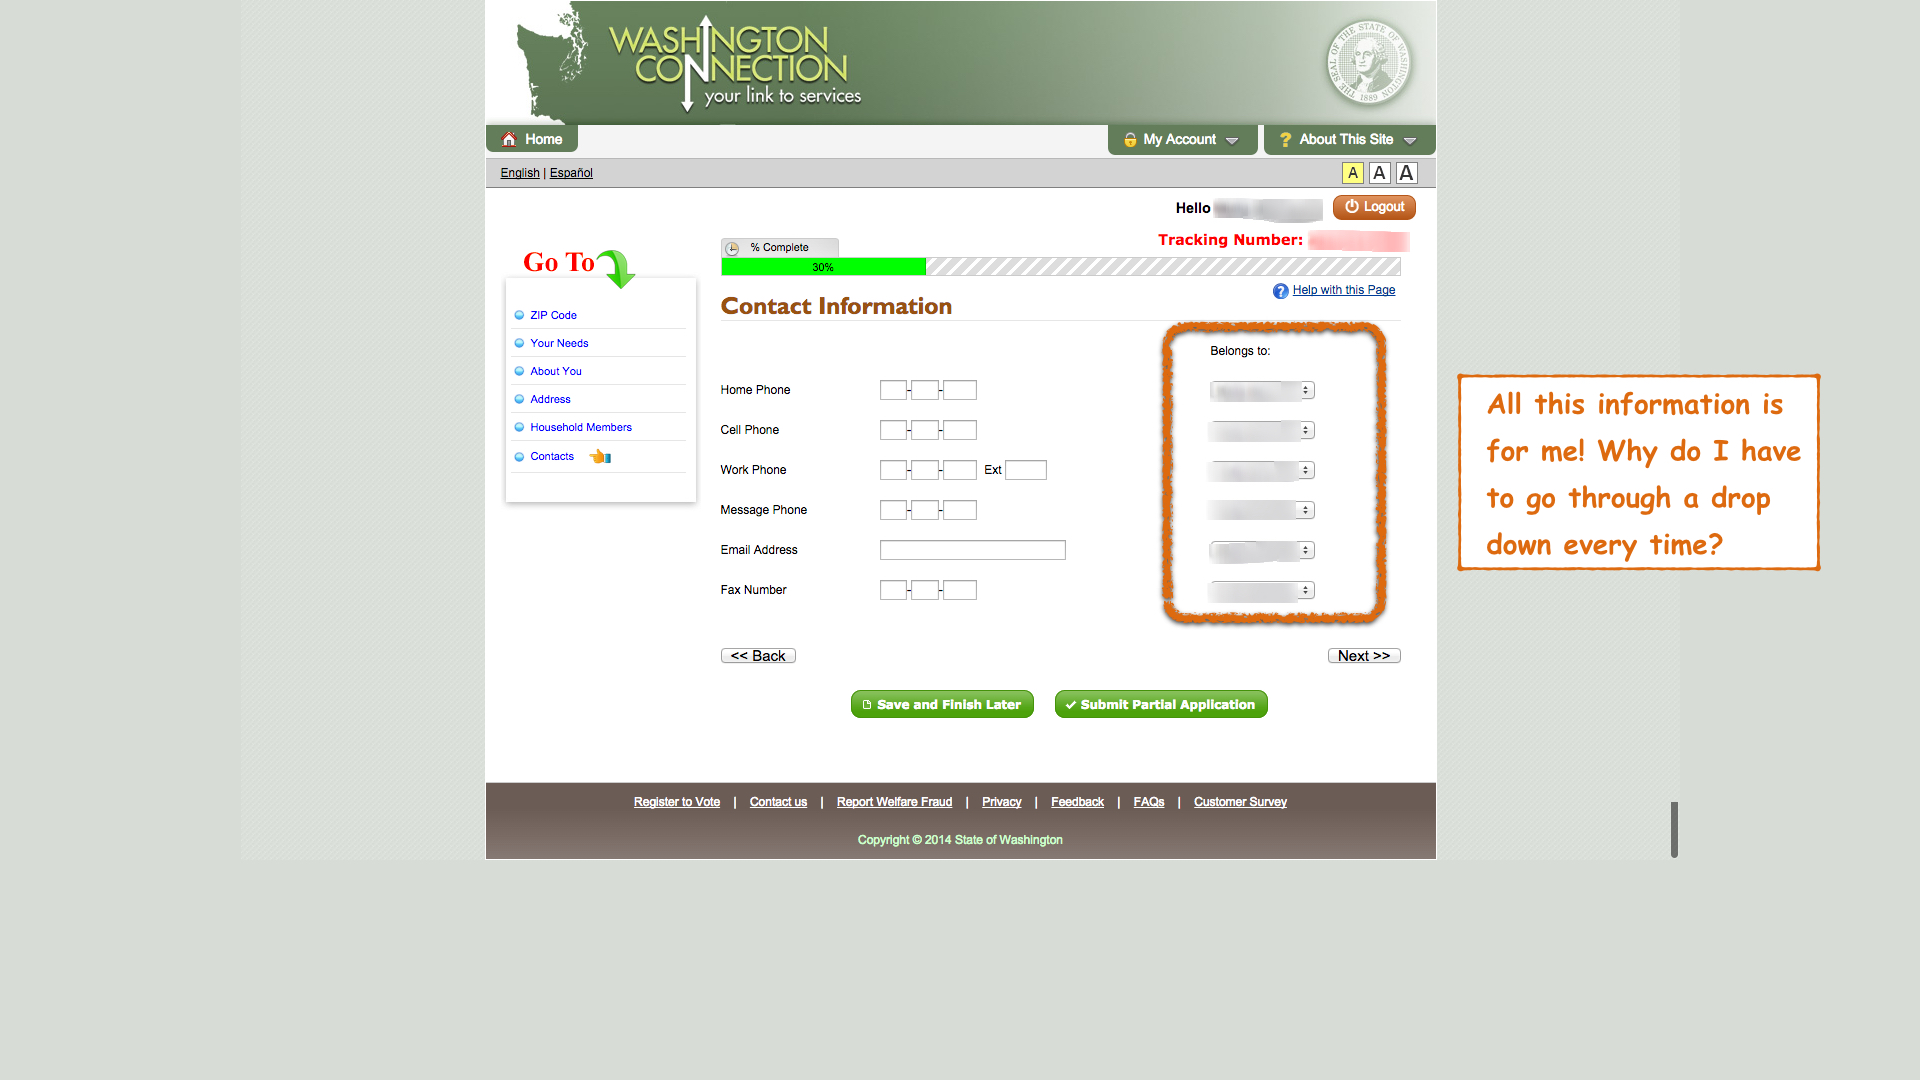 WASHINGTON
CONNECTION
your link to services
THE SEAL OF THE STATE OF WASHINGTON
1889
Home
My Account
? About This Site
English | Español
A A A
Hello
Logout
Tracking Number:
Go To
% Complete
30%
? Help with this Page
Contact Information
ZIP Code
Your Needs
About You
Address
Household Members
Contacts
Belongs to:
Home Phone - -
Cell Phone - -
Work Phone - - Ext
Message Phone - -
Email Address
Fax Number - -
All this information is
for me! Why do I have
to go through a drop
down every time?
<< Back
Next >>
Save and Finish Later
Submit Partial Application
Register to Vote | Contact us | Report Welfare Fraud | Privacy | Feedback | FAQs | Customer Survey
Copyright © 2014 State of Washington